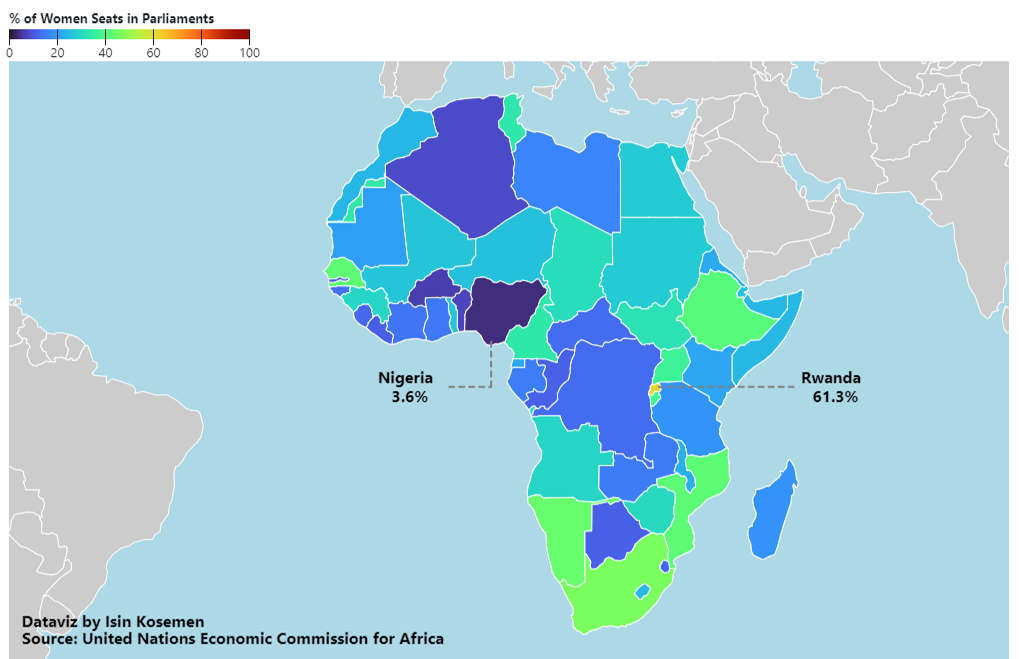 % of Women Seats in Parliaments
0 20 40 60 80 100
Nigeria
3.6%
Rwanda
61.3%
Dataviz by Isin Kosemen
Source: United Nations Economic Commission for Africa